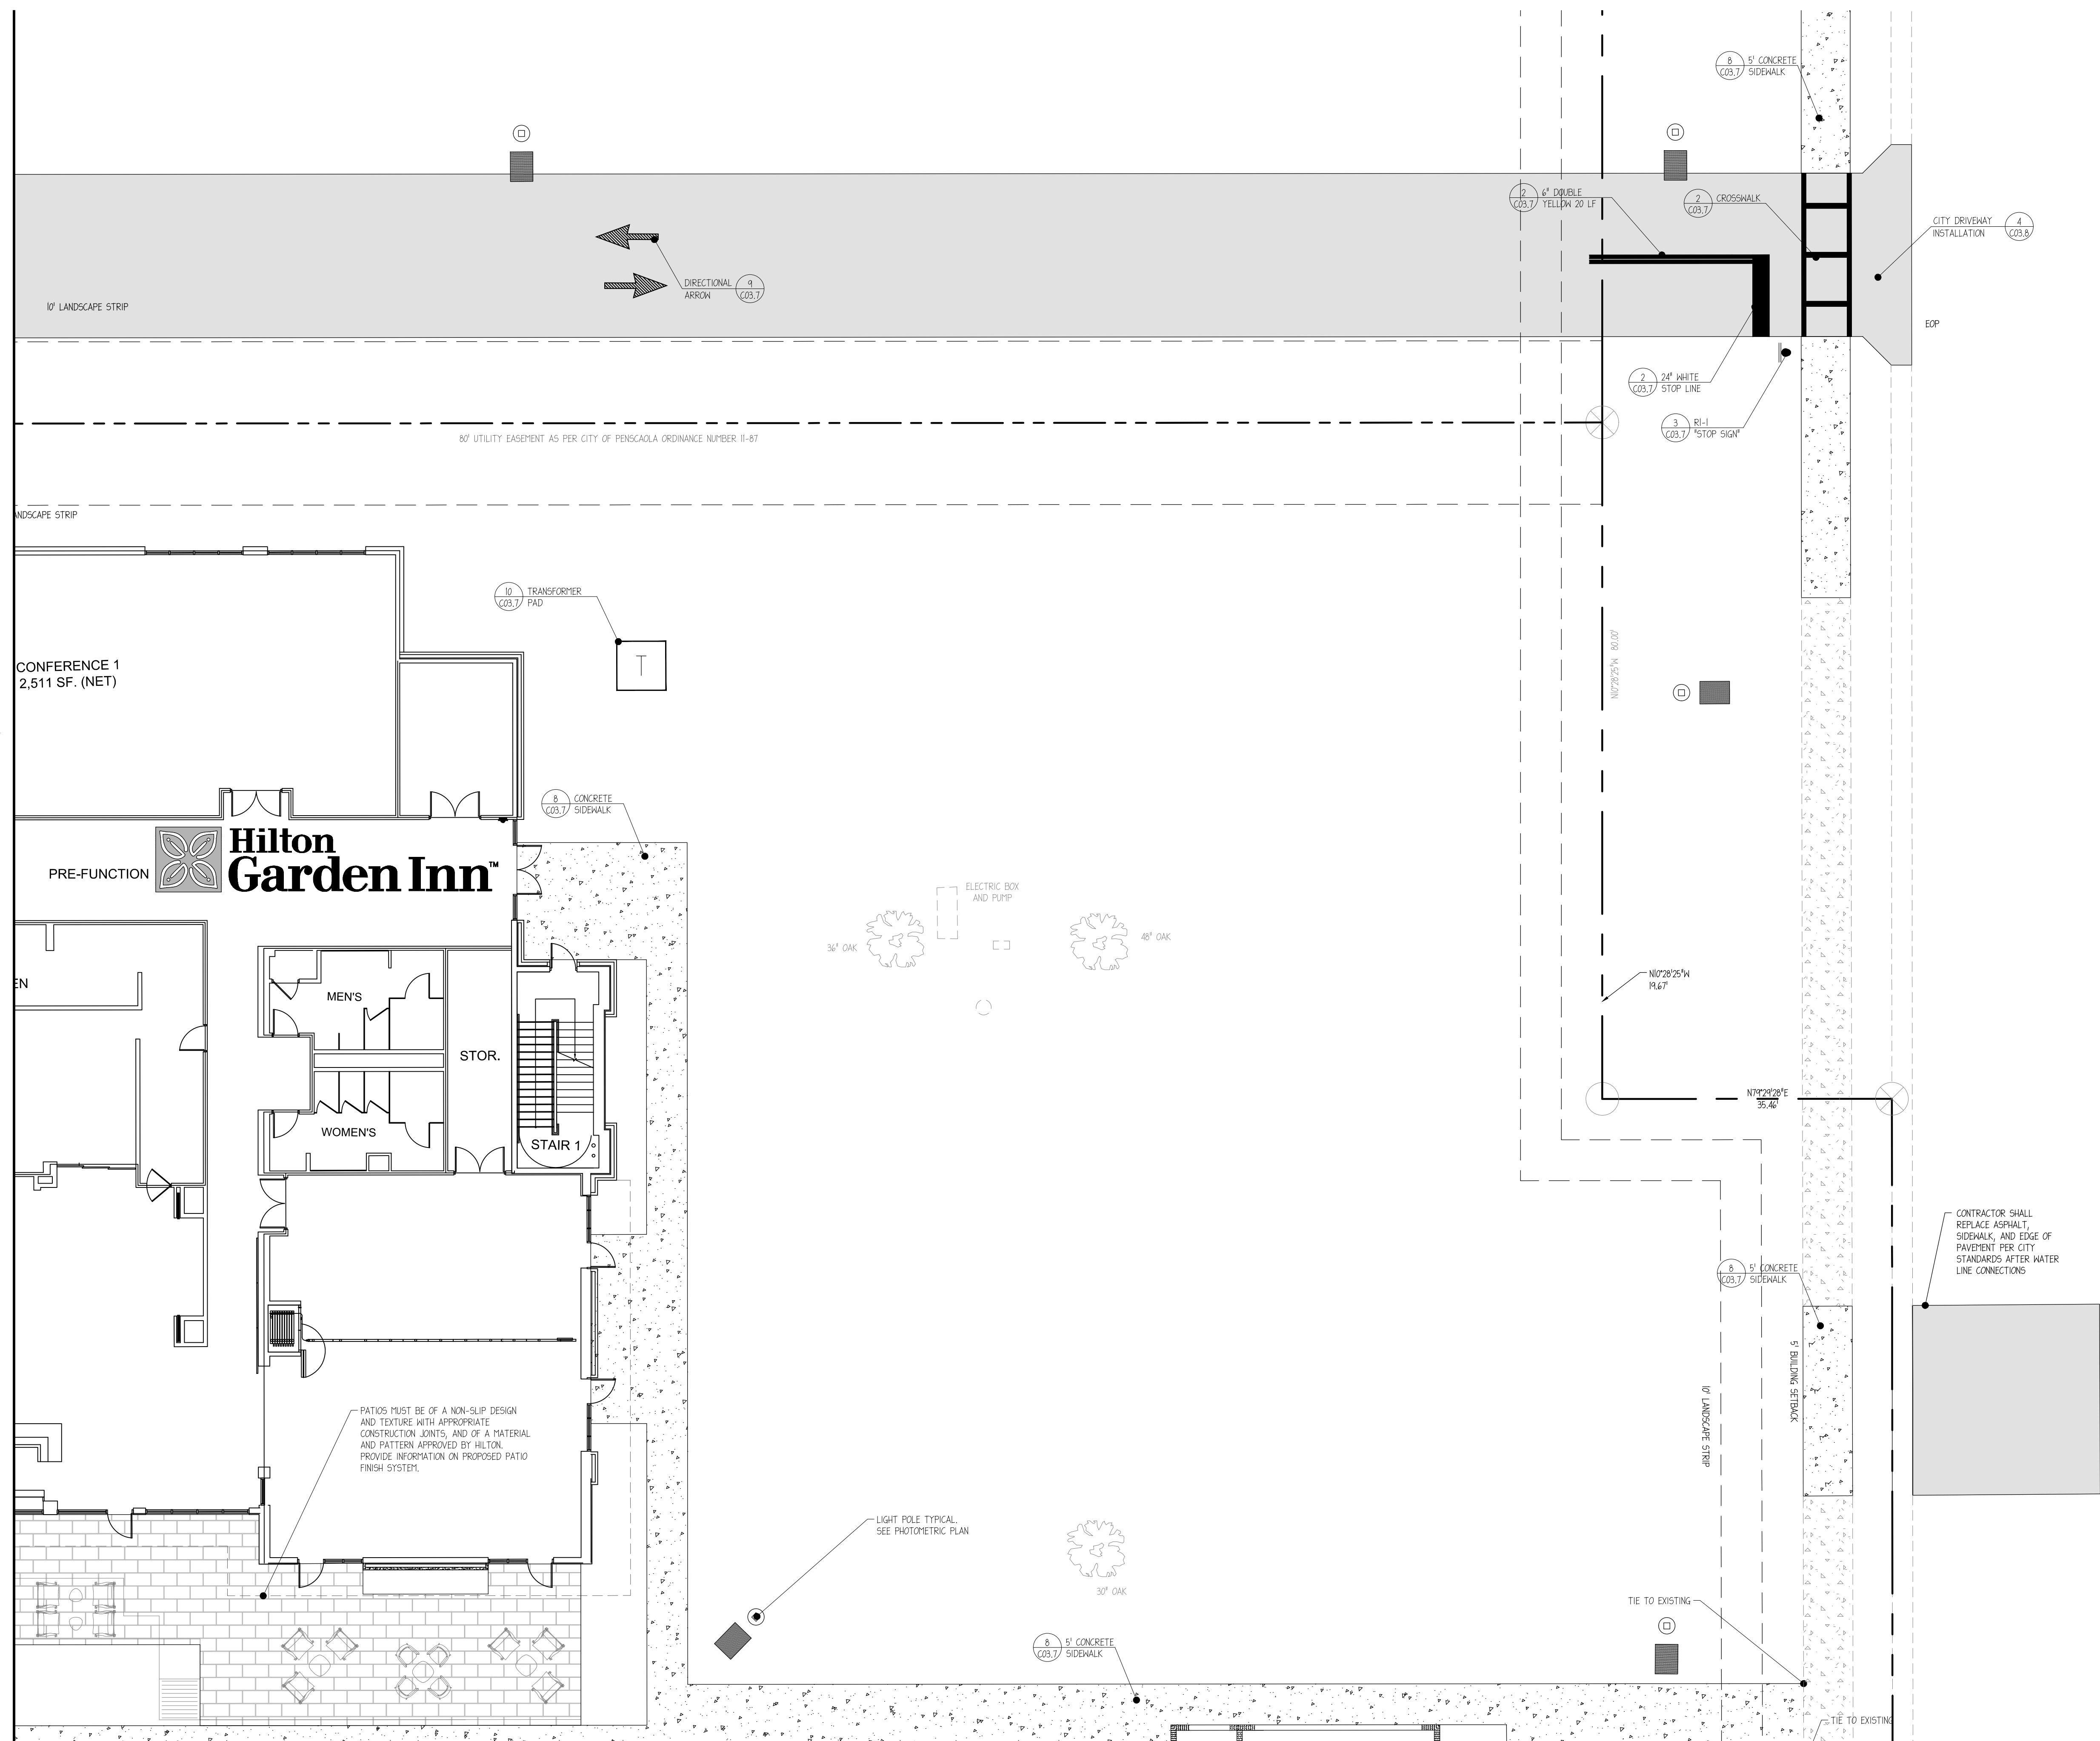 8
C03.7
5' CONCRETE
SIDEWALK
2
C03.7
6" DOUBLE
YELLOW 20 LF
2
C03.7
CROSSWALK
CITY DRIVEWAY
INSTALLATION
4
C03.8
DIRECTIONAL
ARROW
9
C03.7
10' LANDSCAPE STRIP
EOP
2
C03.7
24" WHITE
STOP LINE
3
C03.7
R1-1
"STOP SIGN"
80' UTILITY EASEMENT AS PER CITY OF PENSCAOLA ORDINANCE NUMBER 11-87
ANDSCAPE STRIP
10
C03.7
TRANSFORMER
PAD
T
N10°28'25"W 80.00'
CONFERENCE 1
2,511 SF. (NET)
8
C03.7
CONCRETE
SIDEWALK
PRE-FUNCTION
Hilton
Garden Inn™
ELECTRIC BOX
AND PUMP
36" OAK
48" OAK
N10°28'25"W
19.67'
EN
MEN'S
STOR.
WOMEN'S
STAIR 1
N79°29'28"E
35.46'
CONTRACTOR SHALL
REPLACE ASPHALT,
SIDEWALK, AND EDGE OF
PAVEMENT PER CITY
STANDARDS AFTER WATER
LINE CONNECTIONS
8
C03.7
5' CONCRETE
SIDEWALK
5' BUILDING SETBACK
10' LANDSCAPE STRIP
PATIOS MUST BE OF A NON-SLIP DESIGN
AND TEXTURE WITH APPROPRIATE
CONSTRUCTION JOINTS, AND OF A MATERIAL
AND PATTERN APPROVED BY HILTON.
PROVIDE INFORMATION ON PROPOSED PATIO
FINISH SYSTEM.
LIGHT POLE TYPICAL.
SEE PHOTOMETRIC PLAN
30" OAK
TIE TO EXISTING
8
C03.7
5' CONCRETE
SIDEWALK
TIE TO EXISTING